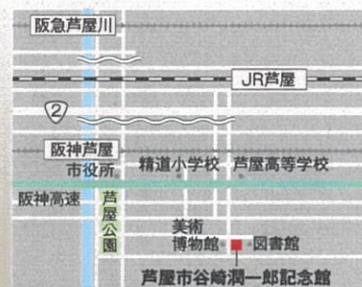 阪急芦屋川
JR芦屋
2
阪神芦屋
市役所
精道小学校
芦屋高等学校
阪神高速
芦屋公園
美術
博物館
図書館
芦屋市谷崎潤一郎記念館